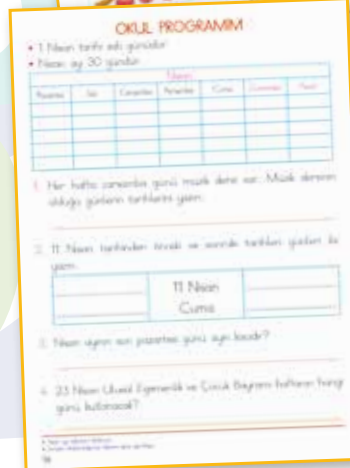 OKUL PROGRAMIM
• 1 Nisan tarihi salı günüdür.
• Nisan ayı 30 gündür.
Nisan
Pazartesi Salı Çarşamba Perşembe Cuma Cumartesi Pazar
1. Her hafta çarşamba günü müzik dersi var. Müzik dersinin
olduğu günlerin tarihlerini yazın.
2. 11 Nisan tarihinden önceki ve sonraki tarihleri günleri ile
yazın.
11 Nisan
Cuma
3. Nisan ayının son pazartesi günü ayın kaçıdır?
4. 23 Nisan Ulusal Egemenlik ve Çocuk Bayramı haftanın hangi
günü kutlanacak?